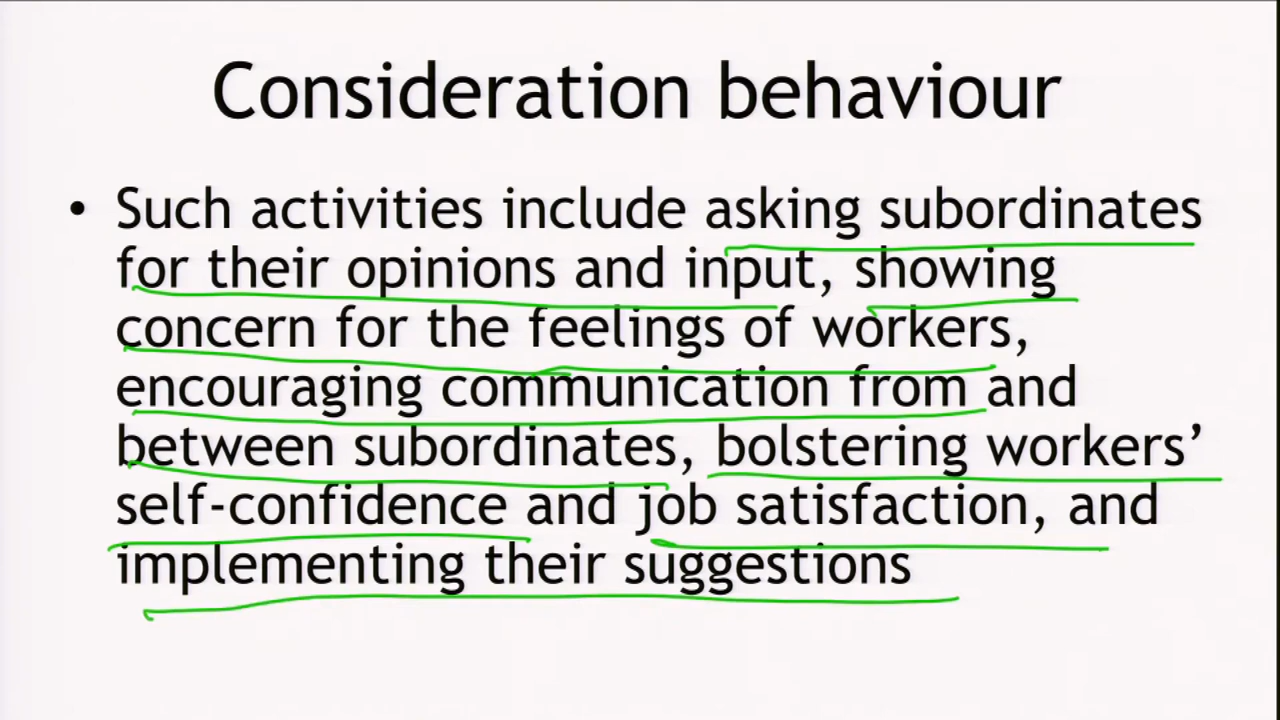 Consideration behaviour
• Such activities include asking subordinates
for their opinions and input, showing
concern for the feelings of workers,
encouraging communication from and
between subordinates, bolstering workers’
self-confidence and job satisfaction, and
implementing their suggestions